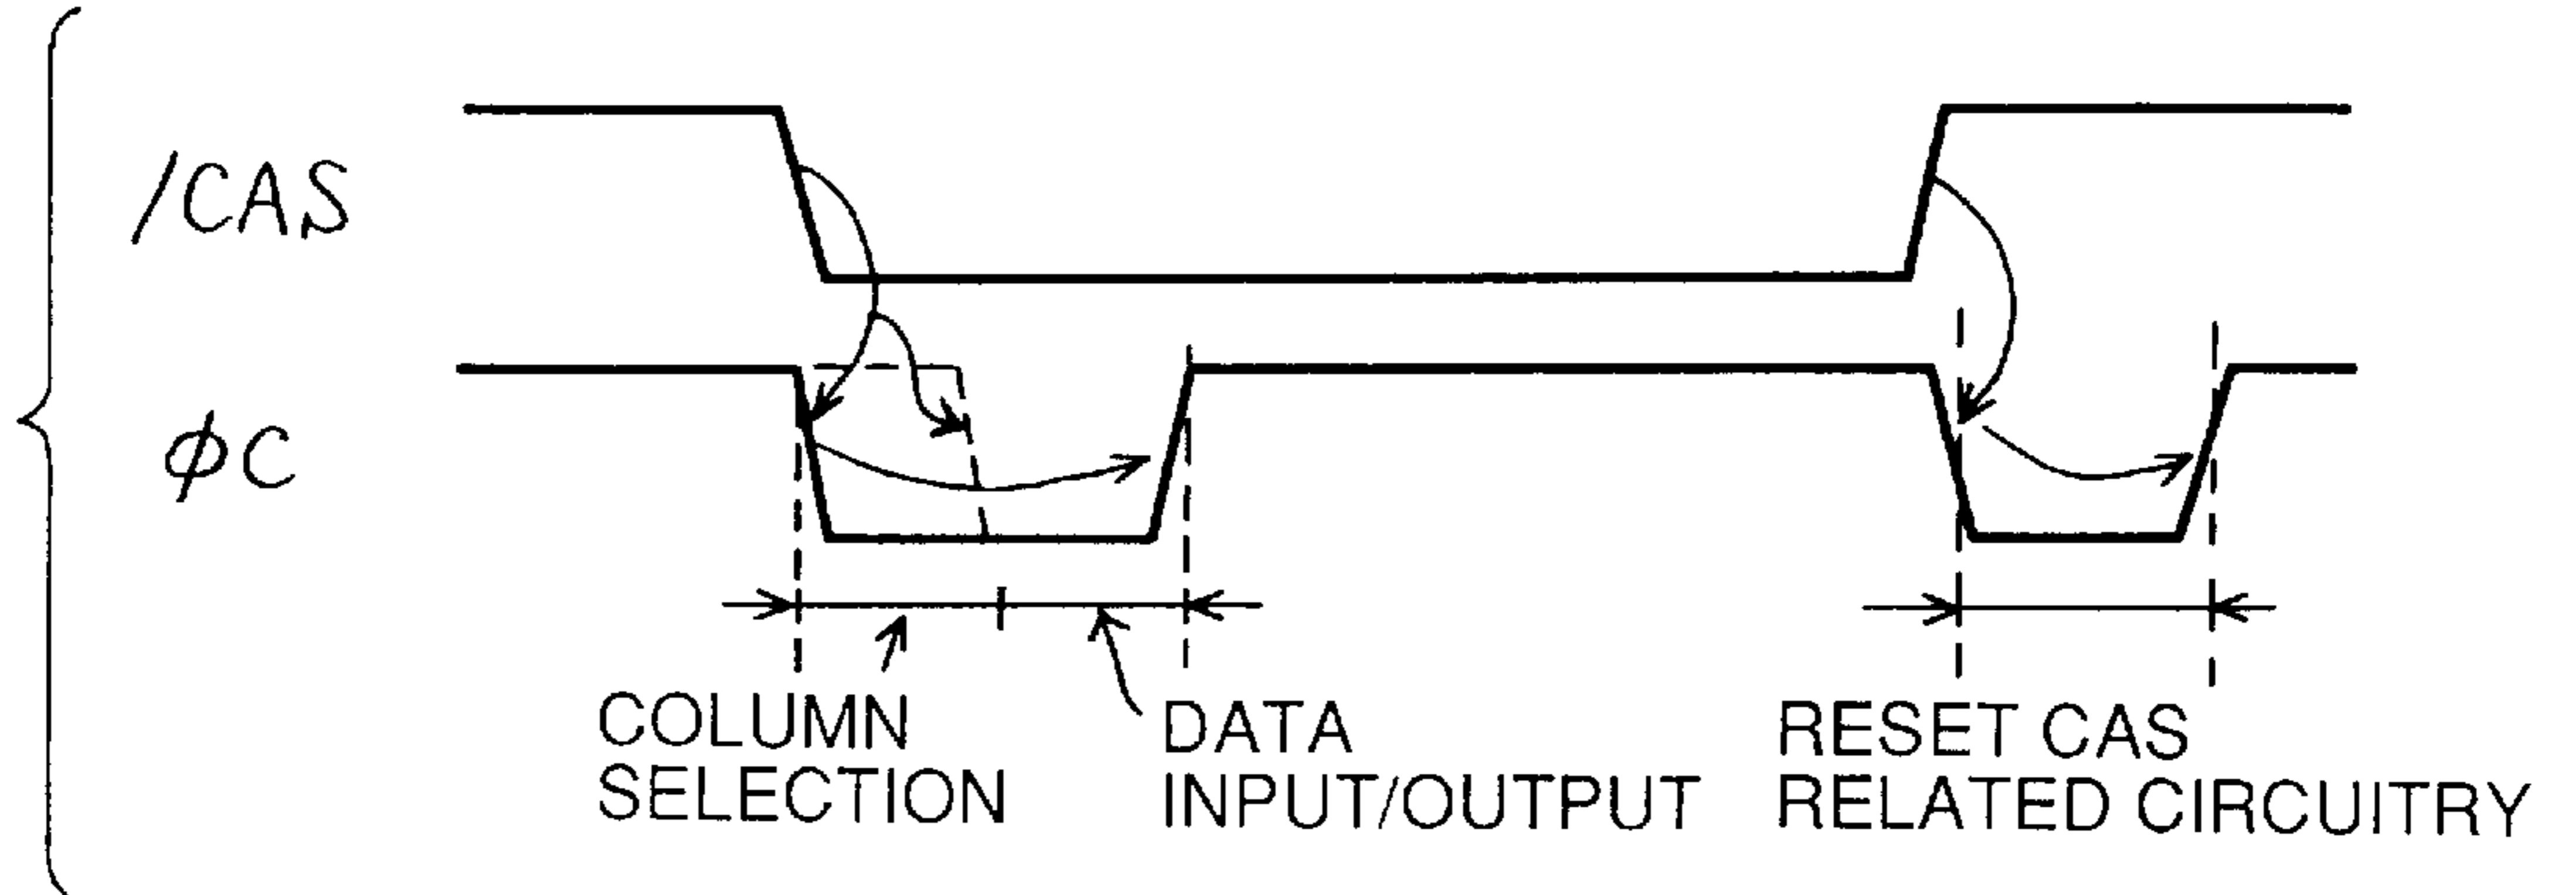 /CAS
φC
COLUMN
SELECTION
DATA
INPUT/OUTPUT
RESET CAS
RELATED CIRCUITRY